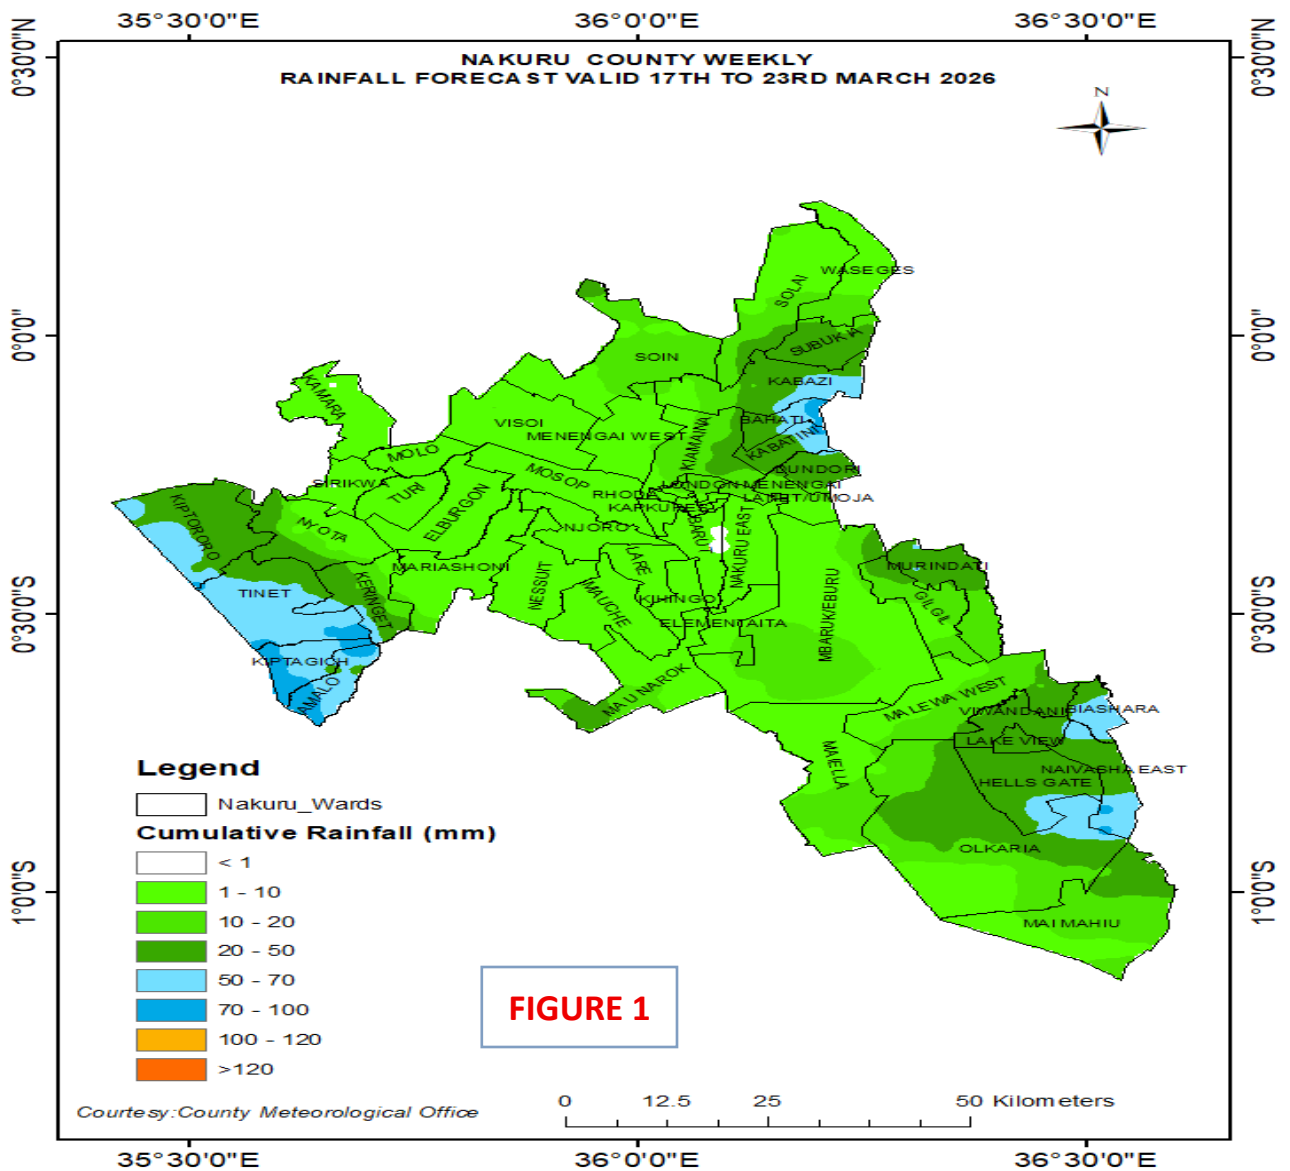 35°30'0"E 36°0'0"E 36°30'0"E
0°30'0"N 0°30'0"N
NAKURU COUNTY WEEKLY
RAINFALL FORECAST VALID 17TH TO 23RD MARCH 2026
N
WASEGES
SOLAI
0°0'0" 0°0'0"
SUBUKIA
SOIN
KABAZI
KAMARA
VISOI
BAHATI
MENENGAI WEST
KIAMAINA
KABATINI
MOLO
DUNDORI
MOSOP
SIRIKWA
TURI
RHODA
LONDON
MENENGAI
LANET/UMOJA
KIPTORORO
ELBURGON
KAPKURES
NYOTA
NJORO
BARUT
NAKURU EAST
LARE
MARIASHONI
MURINDATI
TINET
KERINGET
NESSUIT
MAUCHE
KIHINGO
GILGIL
0°30'0"S 0°30'0"S
ELEMENTAITA
MBARUK/EBURU
KIPTAGICH
AMALO
MAU NAROK
MALEWA WEST
VIWANDANI
BIASHARA
LAKE VIEW
MAIELLA
NAIVASHA EAST
HELLS GATE
OLKARIA
1°0'0"S 1°0'0"S
MAI MAHIU
Legend
Nakuru_Wards
Cumulative Rainfall (mm)
< 1
1 - 10
10 - 20
20 - 50
50 - 70
70 - 100
100 - 120
>120
FIGURE 1
Courtesy:County Meteorological Office
0 12.5 25 50 Kilometers
35°30'0"E 36°0'0"E 36°30'0"E